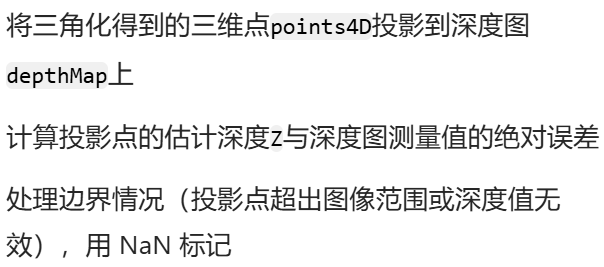 将三角化得到的三维点points4D投影到深度图
depthMap上
计算投影点的估计深度Z与深度图测量值的绝对误差
处理边界情况（投影点超出图像范围或深度值无
效），用 NaN 标记